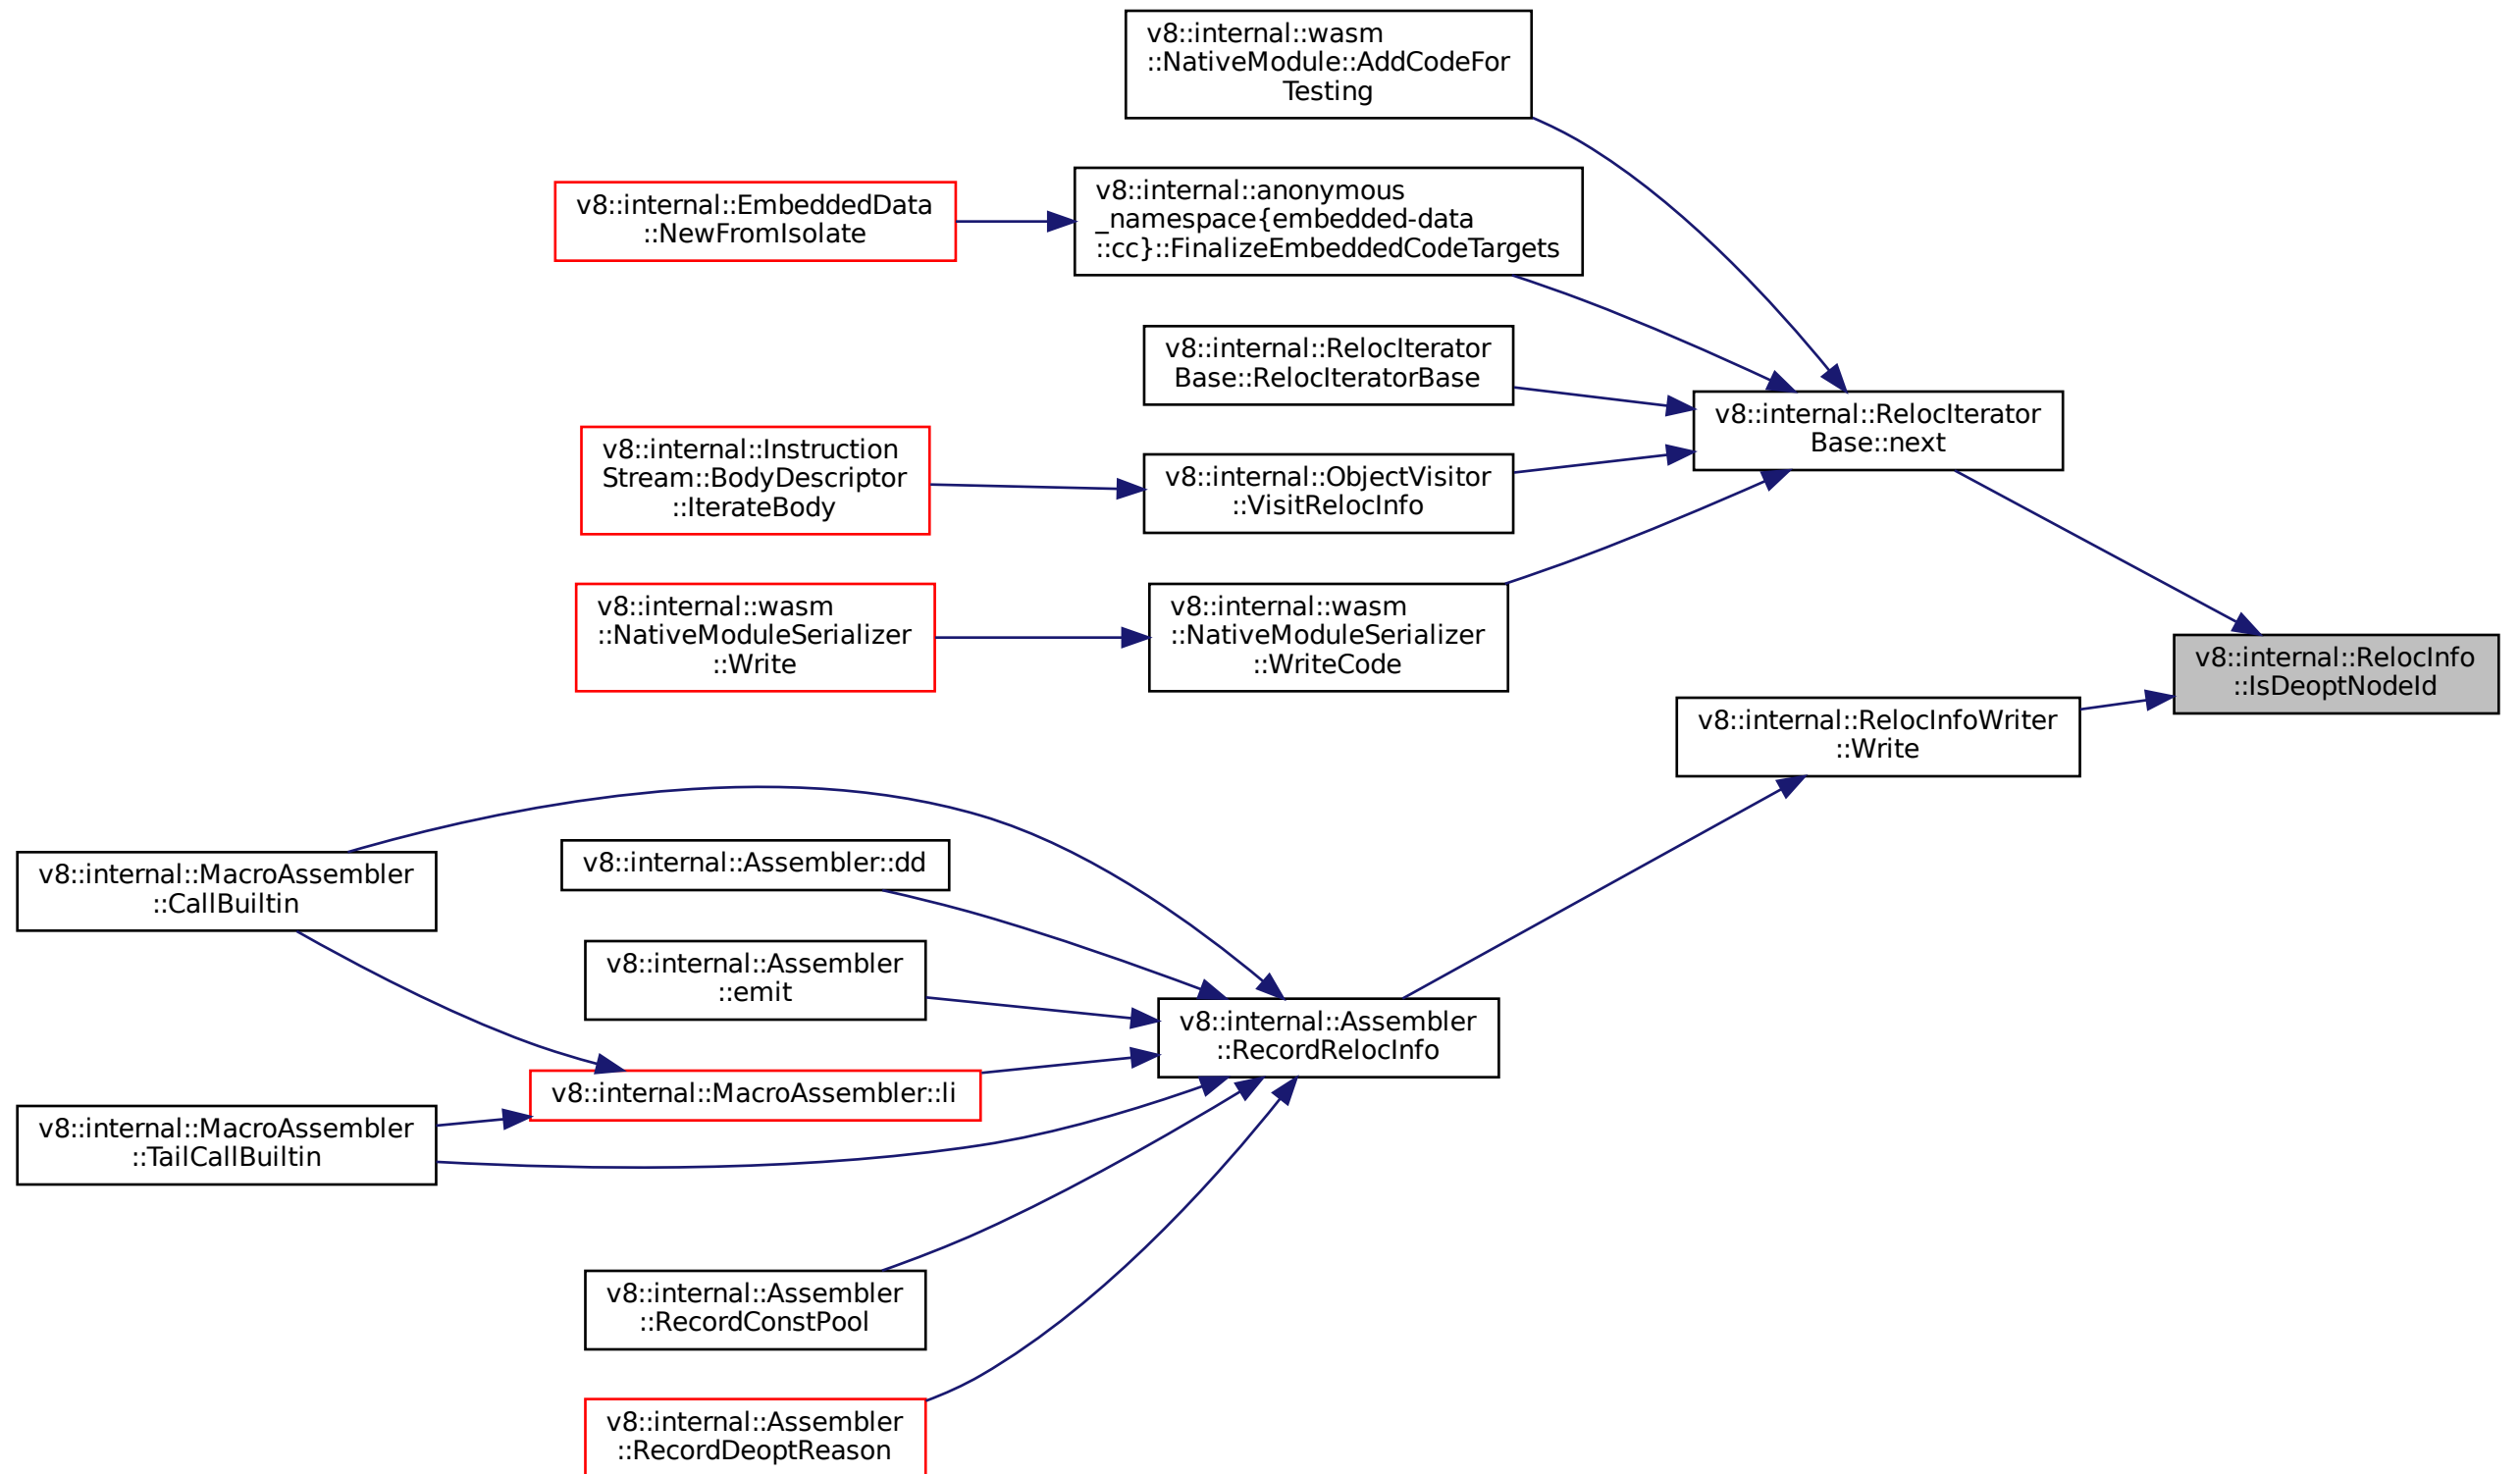 v8::internal::wasm
::NativeModule::AddCodeFor
Testing
v8::internal::EmbeddedData
::NewFromIsolate
v8::internal::anonymous
_namespace{embedded-data
::cc}::FinalizeEmbeddedCodeTargets
v8::internal::RelocIterator
Base::RelocIteratorBase
v8::internal::RelocIterator
Base::next
v8::internal::Instruction
Stream::BodyDescriptor
::IterateBody
v8::internal::ObjectVisitor
::VisitRelocInfo
v8::internal::wasm
::NativeModuleSerializer
::Write
v8::internal::wasm
::NativeModuleSerializer
::WriteCode
v8::internal::RelocInfo
::IsDeoptNodeId
v8::internal::RelocInfoWriter
::Write
v8::internal::MacroAssembler
::CallBuiltin
v8::internal::Assembler::dd
v8::internal::Assembler
::emit
v8::internal::Assembler
::RecordRelocInfo
v8::internal::MacroAssembler::li
v8::internal::MacroAssembler
::TailCallBuiltin
v8::internal::Assembler
::RecordConstPool
v8::internal::Assembler
::RecordDeoptReason